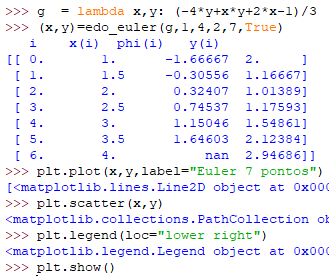 >>> g  = lambda x,y: (-4*y+x*y+2*x-1)/3
>>> (x,y)=edo_euler(g,1,4,2,7,True)
i x(i) phi(i) y(i)
[[ 0. 1. -1.66667 2. ]
[ 1. 1.5 -0.30556 1.16667]
[ 2. 2. 0.32407 1.01389]
[ 3. 2.5 0.74537 1.17593]
[ 4. 3. 1.15046 1.54861]
[ 5. 3.5 1.64603 2.12384]
[ 6. 4. nan 2.94686]]
>>> plt.plot(x,y,label="Euler 7 pontos")
[<matplotlib.lines.Line2D object at 0x000
>>> plt.scatter(x,y)
<matplotlib.collections.PathCollection ob
>>> plt.legend(loc="lower right")
<matplotlib.legend.Legend object at 0x000
>>> plt.show()